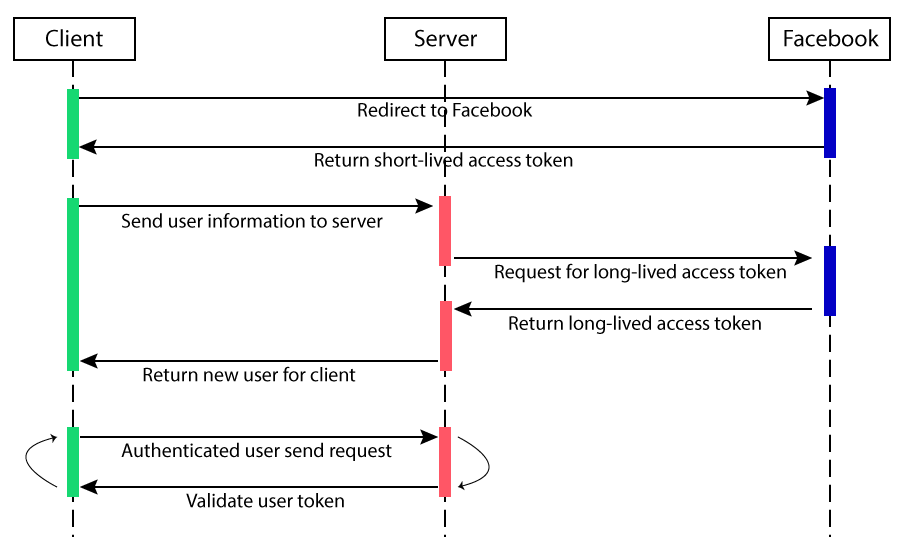 Client
Server
Facebook
Redirect to Facebook
Return short-lived access token
Send user information to server
Request for long-lived access token
Return long-lived access token
Return new user for client
Authenticated user send request
Validate user token